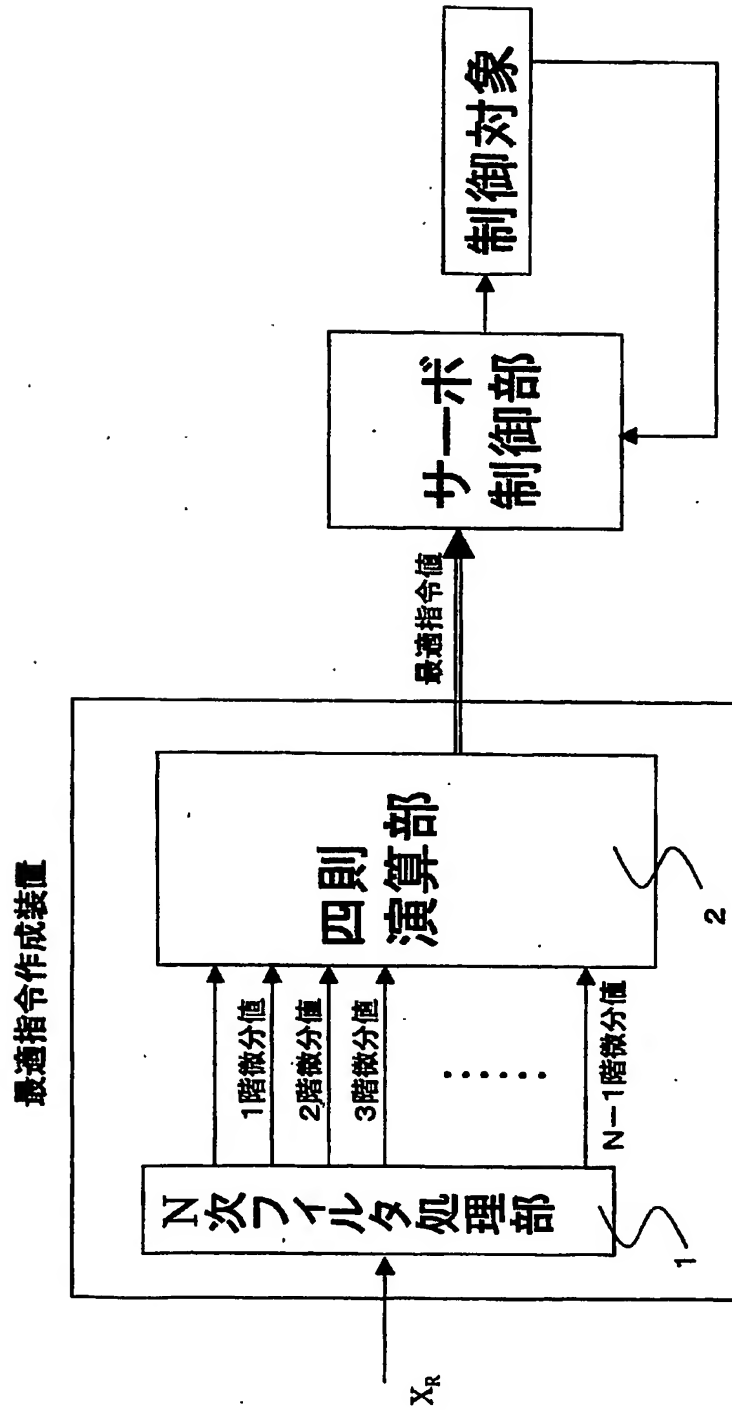 最適指令作成装置
X_R
N次フィルタ処理部
1
1階微分値
2階微分値
3階微分値
······
N－1階微分値
四則
演算部
2
最適指令値
サーボ
制御部
制御対象